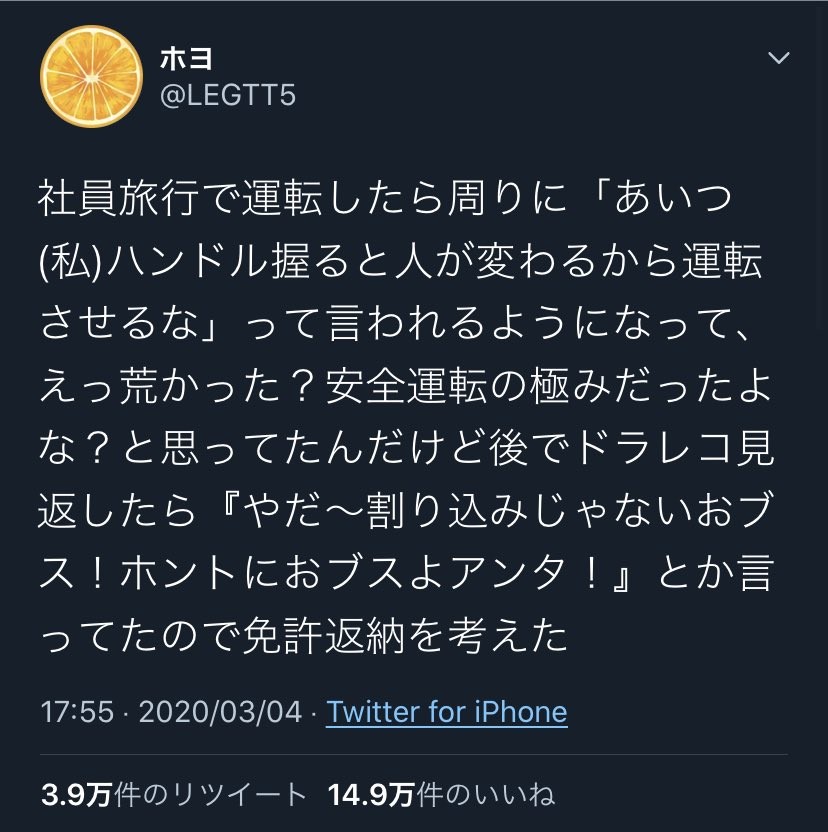 ホヨ
@LEGTT5
社員旅行で運転したら周りに「あいつ
(私)ハンドル握ると人が変わるから運転
させるな」って言われるようになって、
えっ荒かった？安全運転の極みだったよ
な？と思ってたんだけど後でドラレコ見
返したら『やだ〜割り込みじゃないおブ
ス！ホントにおブスよアンタ！』とか言
ってたので免許返納を考えた
17:55 · 2020/03/04 · Twitter for iPhone
3.9万件のリツイート 14.9万件のいいね